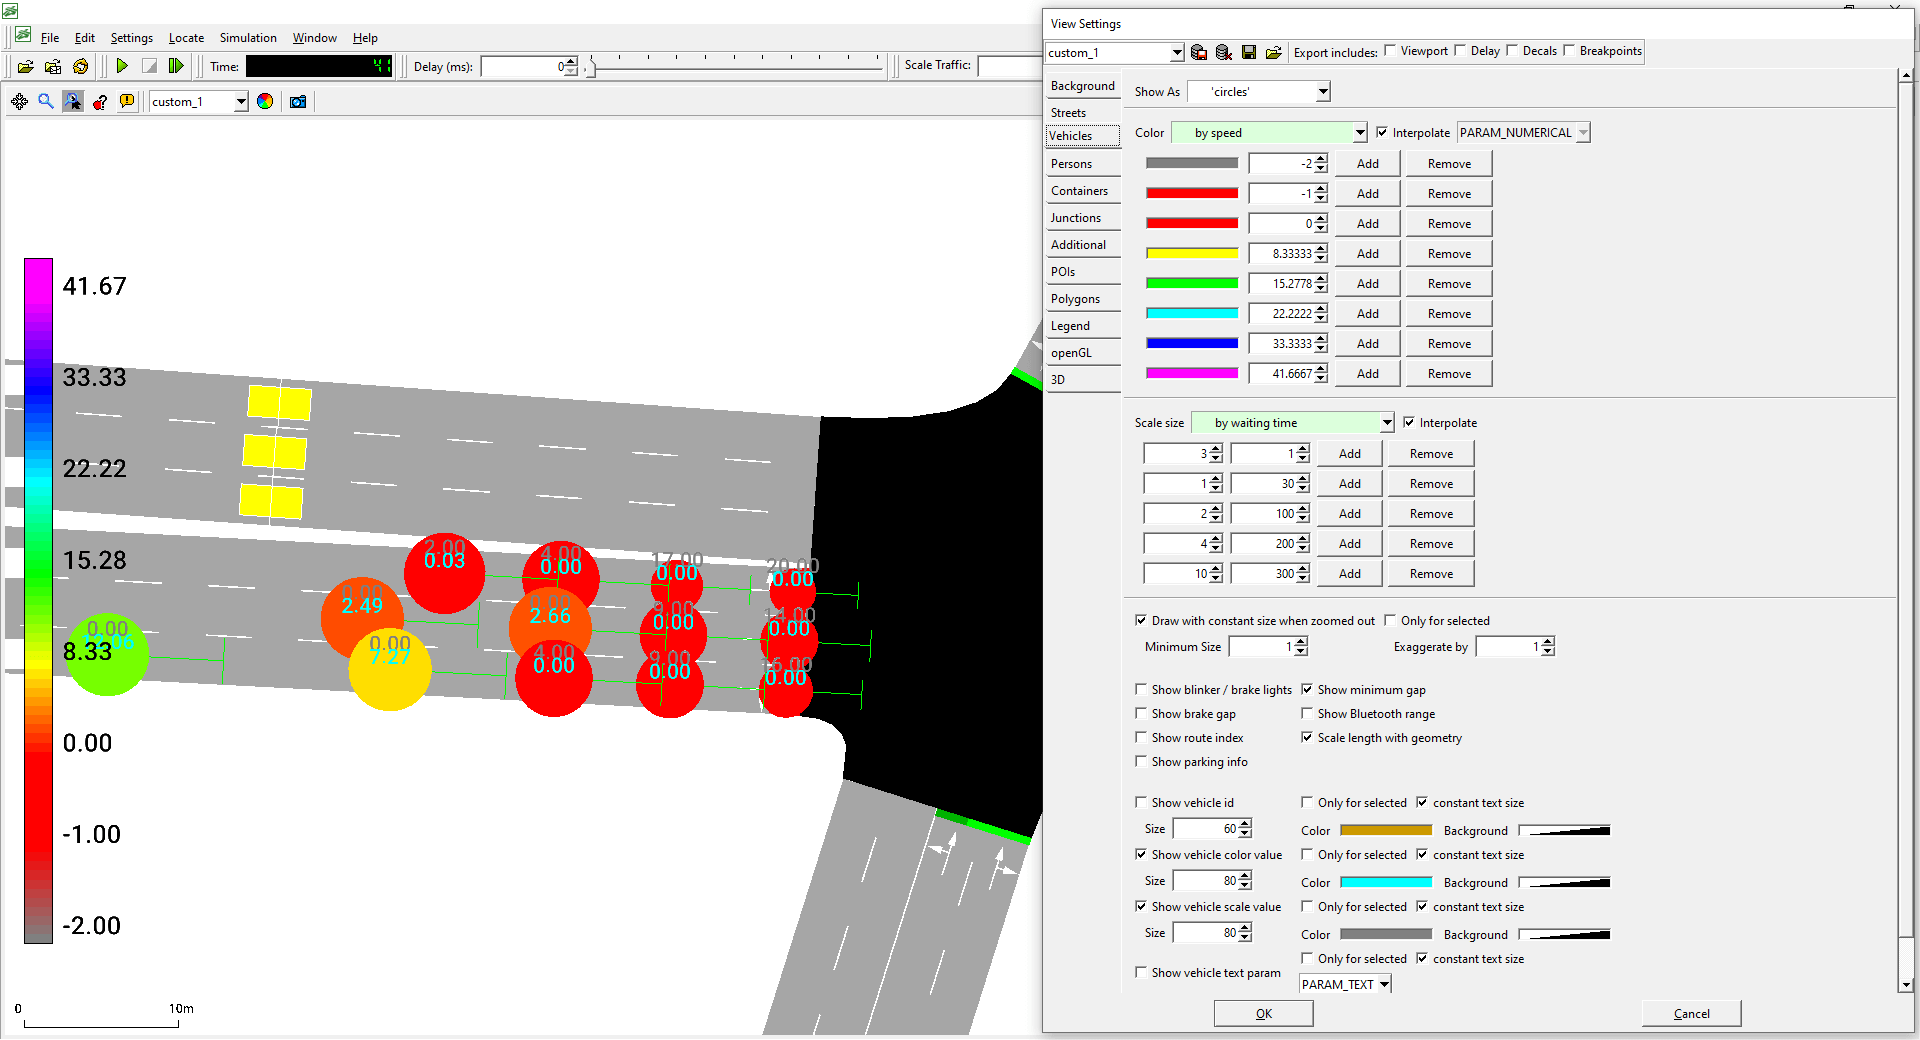 File Edit Settings Locate Simulation Window Help
Time: 41 Delay (ms): 0 Scale Traffic:
custom_1
41.67
33.33
22.22
15.28
8.33
0.00
-1.00
-2.00
2.00
0.03
4.00
0.00
17.00
0.00
20.00
0.00
0.00
2.49
0.00
2.66
9.00
0.00
14.00
0.00
0.00
0.00
7.27
4.00
0.00
9.00
0.00
16.00
0.00
0 10m
View Settings
custom_1 Export includes: Viewport Delay Decals Breakpoints
Background
Streets
Vehicles
Persons
Containers
Junctions
Additional
POIs
Polygons
Legend
openGL
3D
Show As 'circles'
Color by speed Interpolate PARAM_NUMERICAL
-2 Add Remove
-1 Add Remove
0 Add Remove
8.33333 Add Remove
15.2778 Add Remove
22.2222 Add Remove
33.3333 Add Remove
41.6667 Add Remove
Scale size by waiting time Interpolate
3 1 Add Remove
1 30 Add Remove
2 100 Add Remove
4 200 Add Remove
10 300 Add Remove
Draw with constant size when zoomed out Only for selected
Minimum Size 1 Exaggerate by 1
Show blinker / brake lights Show minimum gap
Show brake gap Show Bluetooth range
Show route index Scale length with geometry
Show parking info
Show vehicle id Only for selected constant text size
Size 60 Color Background
Show vehicle color value Only for selected constant text size
Size 80 Color Background
Show vehicle scale value Only for selected constant text size
Size 80 Color Background
Only for selected constant text size
Show vehicle text param
PARAM_TEXT
OK Cancel